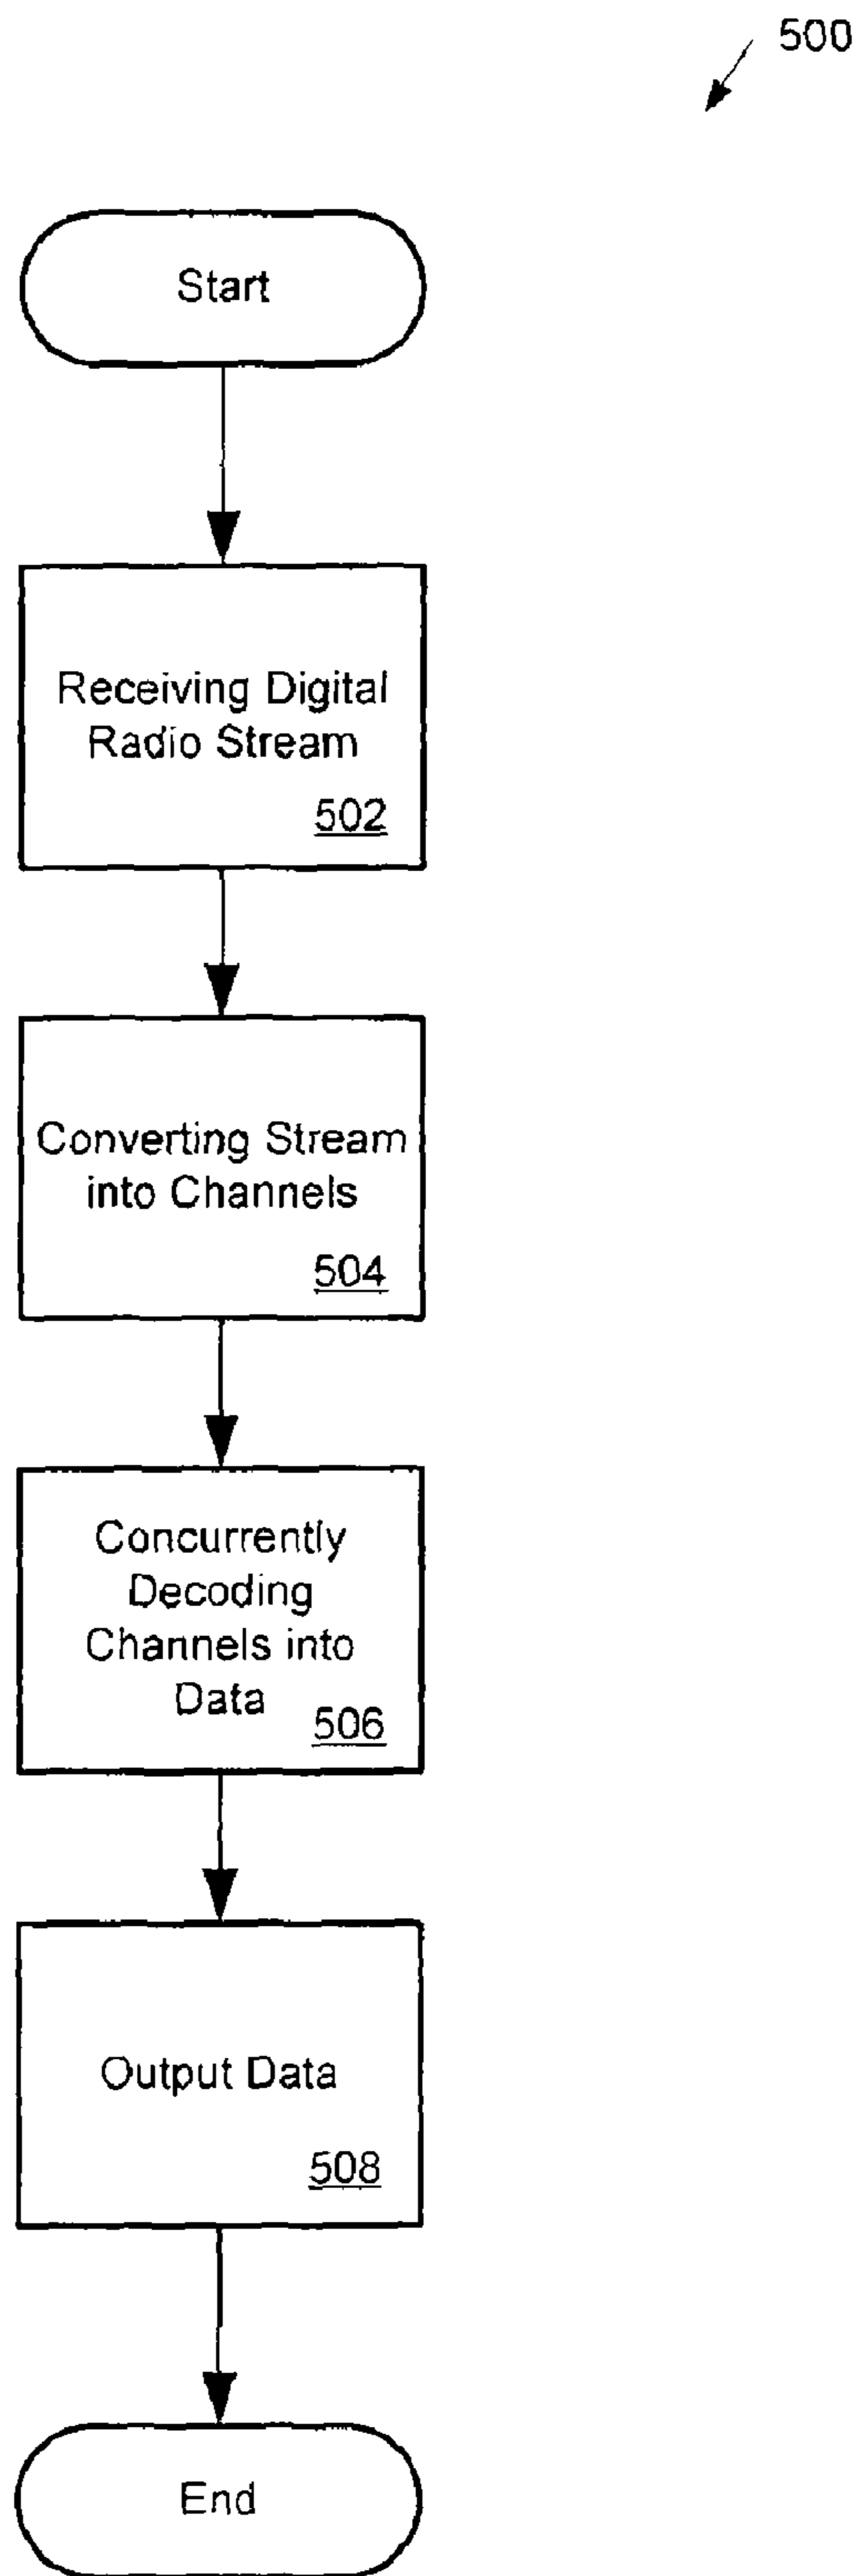 500
Start
Receiving Digital
Radio Stream
502
Converting Stream
into Channels
504
Concurrently
Decoding
Channels into
Data
506
Output Data
508
End